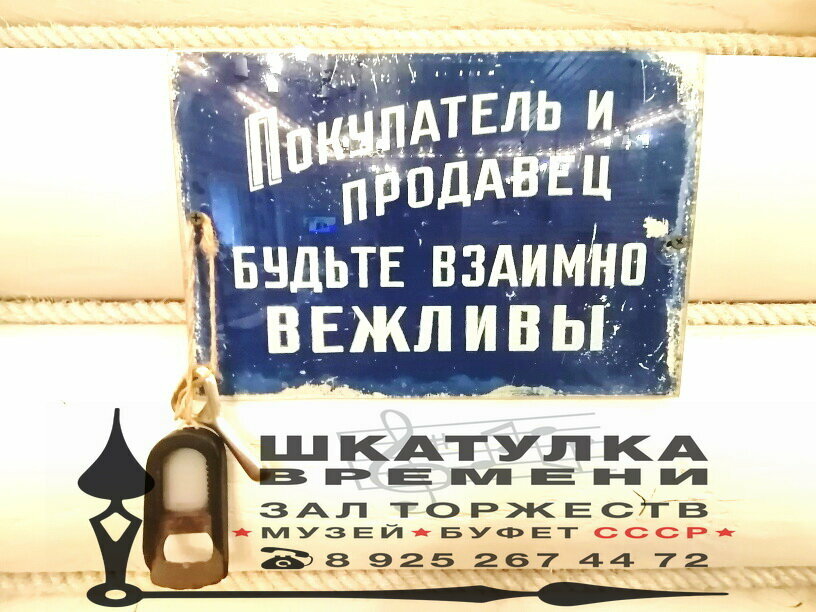 ПОКУПАТЕЛЬ И
ПРОДАВЕЦ
БУДЬТЕ ВЗАИМНО
ВЕЖЛИВЫ
ШКАТУЛКА
ВРЕМЕНИ
ЗАЛ ТОРЖЕСТВ
★МУЗЕЙ★БУФЕТ СССР★
☎8 925 267 44 72